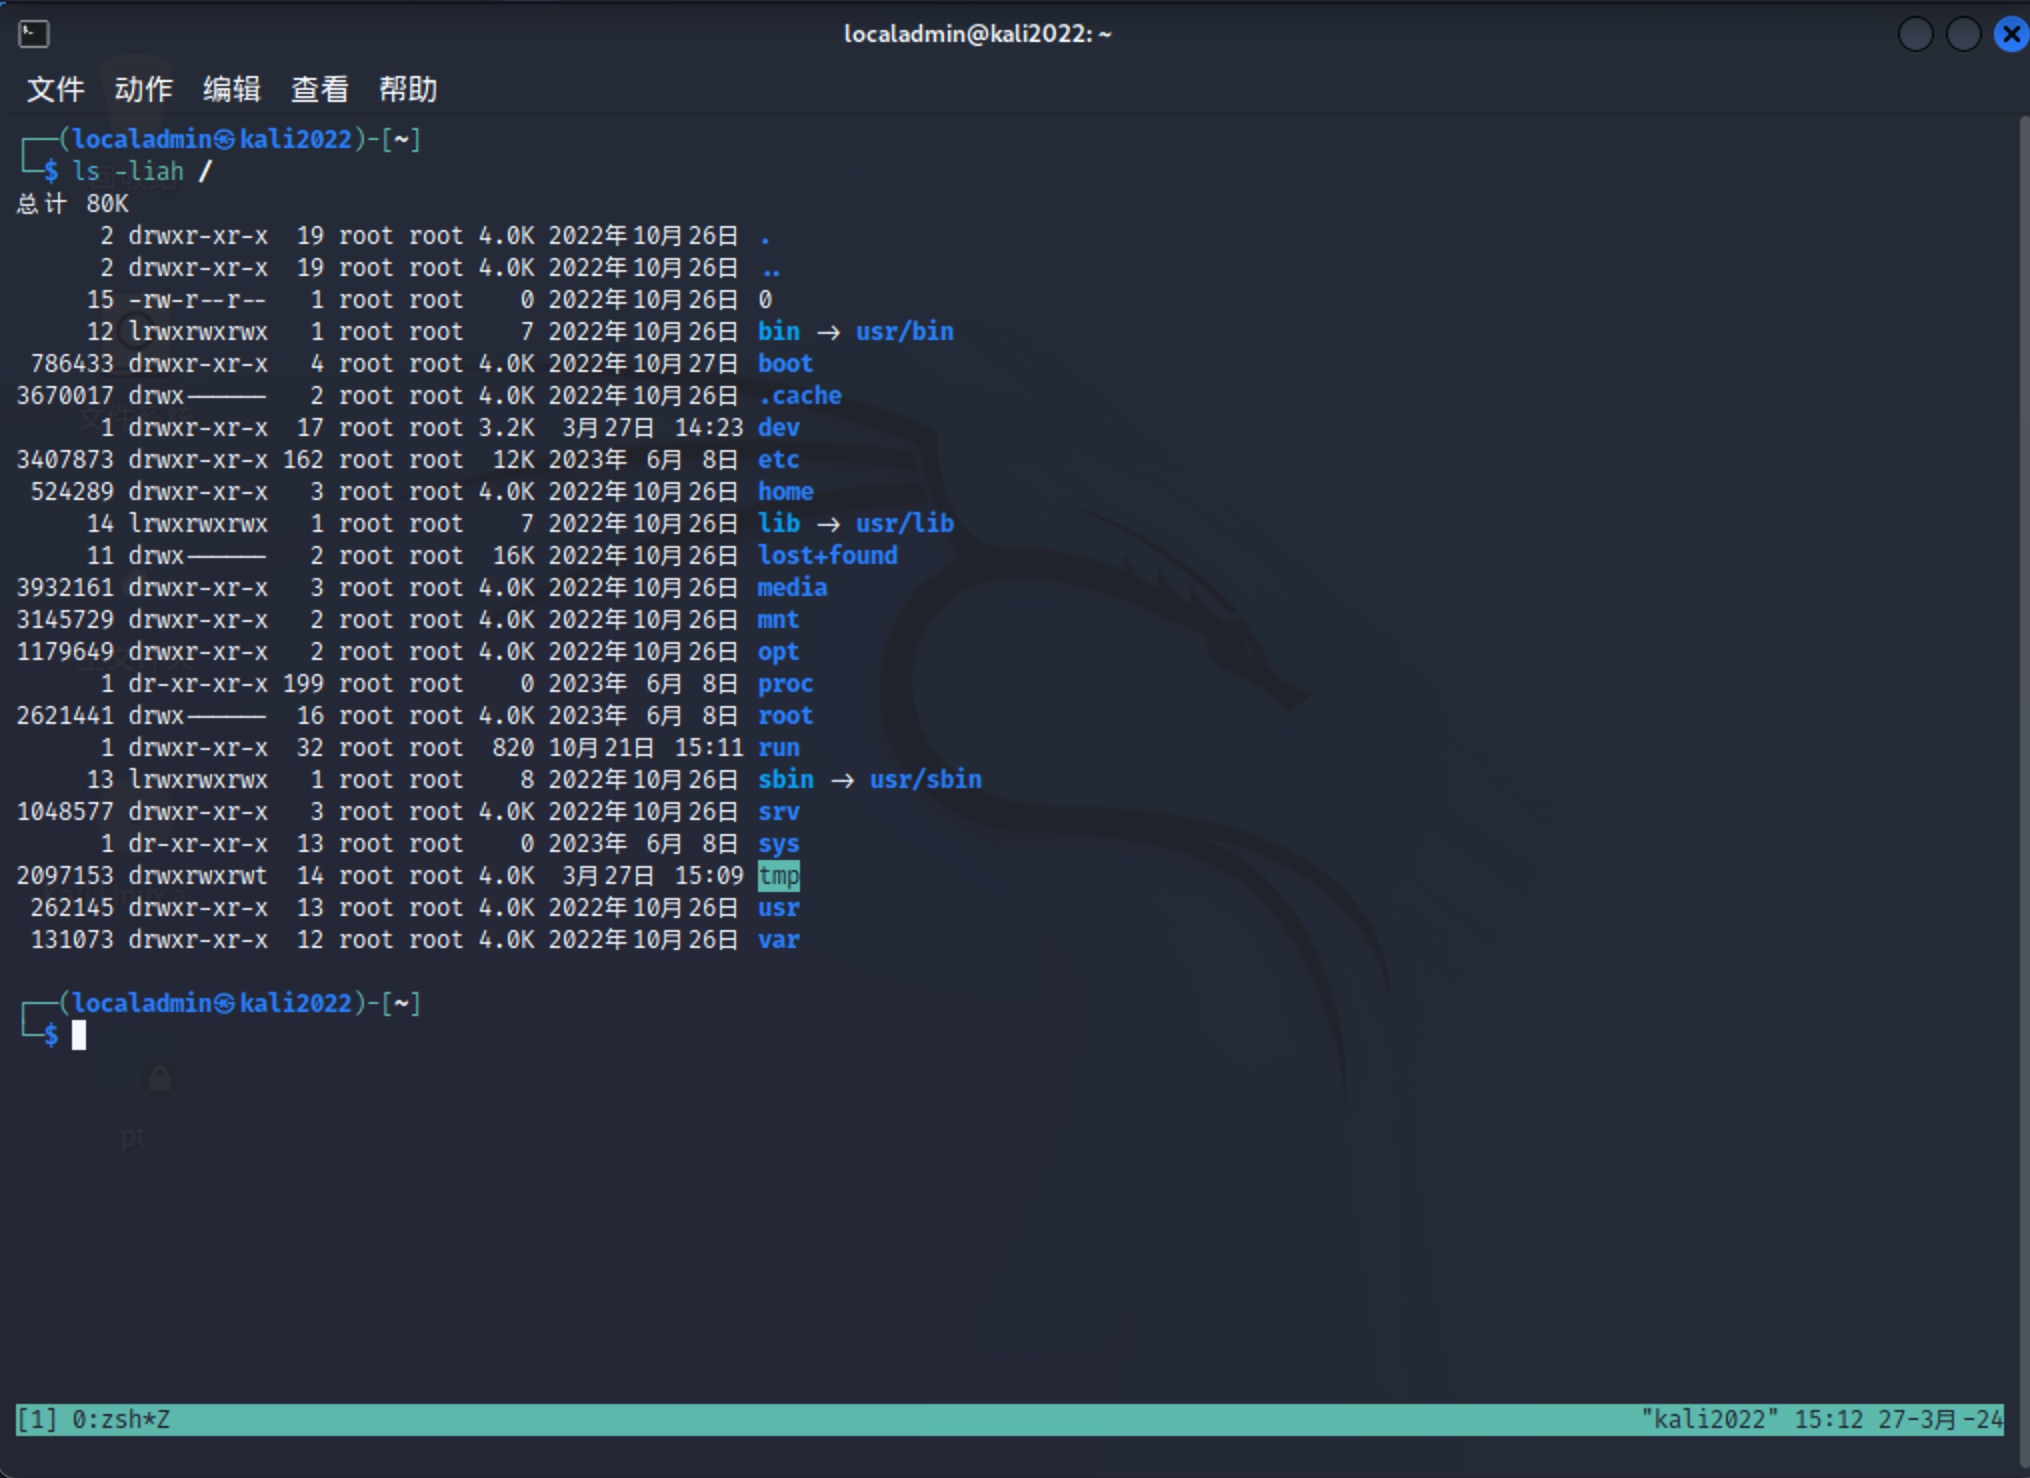 localadmin@kali2022: ~
文件 动作 编辑 查看 帮助
┌──(localadmin㉿kali2022)-[~]
└─$ ls -liah /
总计 80K
      2 drwxr-xr-x  19 root root 4.0K 2022年10月26日 .
      2 drwxr-xr-x  19 root root 4.0K 2022年10月26日 ..
     15 -rw-r--r--   1 root root    0 2022年10月26日 0
     12 lrwxrwxrwx   1 root root    7 2022年10月26日 bin → usr/bin
 786433 drwxr-xr-x   4 root root 4.0K 2022年10月27日 boot
3670017 drwx------   2 root root 4.0K 2022年10月26日 .cache
      1 drwxr-xr-x  17 root root 3.2K  3月27日 14:23 dev
3407873 drwxr-xr-x 162 root root  12K 2023年 6月 8日 etc
 524289 drwxr-xr-x   3 root root 4.0K 2022年10月26日 home
     14 lrwxrwxrwx   1 root root    7 2022年10月26日 lib → usr/lib
     11 drwx------   2 root root  16K 2022年10月26日 lost+found
3932161 drwxr-xr-x   3 root root 4.0K 2022年10月26日 media
3145729 drwxr-xr-x   2 root root 4.0K 2022年10月26日 mnt
1179649 drwxr-xr-x   2 root root 4.0K 2022年10月26日 opt
      1 dr-xr-xr-x 199 root root    0 2023年 6月 8日 proc
2621441 drwx------  16 root root 4.0K 2023年 6月 8日 root
      1 drwxr-xr-x  32 root root  820 10月21日 15:11 run
     13 lrwxrwxrwx   1 root root    8 2022年10月26日 sbin → usr/sbin
1048577 drwxr-xr-x   3 root root 4.0K 2022年10月26日 srv
      1 dr-xr-xr-x  13 root root    0 2023年 6月 8日 sys
2097153 drwxrwxrwt  14 root root 4.0K  3月27日 15:09 tmp
 262145 drwxr-xr-x  13 root root 4.0K 2022年10月26日 usr
 131073 drwxr-xr-x  12 root root 4.0K 2022年10月26日 var
┌──(localadmin㉿kali2022)-[~]
└─$
pt
[1] 0:zsh*Z "kali2022" 15:12 27-3月-24